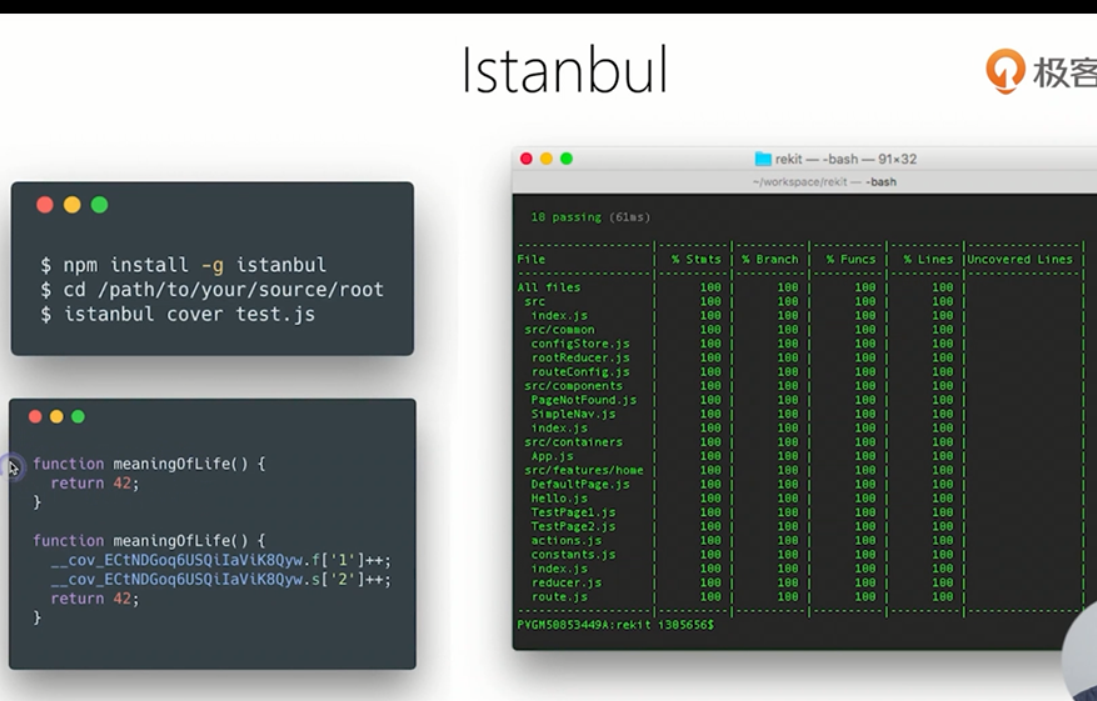 Istanbul
极客
$ npm install -g istanbul
$ cd /path/to/your/source/root
$ istanbul cover test.js
function meaningOfLife() {
return 42;
}
function meaningOfLife() {
__cov_ECtNDGoq6USQiIaViK8Qyw.f['1']++;
__cov_ECtNDGoq6USQiIaViK8Qyw.s['2']++;
return 42;
}
rekit — -bash — 91×32
~/workspace/rekit — -bash
18 passing (61ms)
File | % Stmts | % Branch | % Funcs | % Lines |Uncovered Lines |
All files | 100 | 100 | 100 | 100 | |
src | 100 | 100 | 100 | 100 | |
index.js | 100 | 100 | 100 | 100 | |
src/common | 100 | 100 | 100 | 100 | |
configStore.js | 100 | 100 | 100 | 100 | |
rootReducer.js | 100 | 100 | 100 | 100 | |
routeConfig.js | 100 | 100 | 100 | 100 | |
src/components | 100 | 100 | 100 | 100 | |
PageNotFound.js | 100 | 100 | 100 | 100 | |
SimpleNav.js | 100 | 100 | 100 | 100 | |
index.js | 100 | 100 | 100 | 100 | |
src/containers | 100 | 100 | 100 | 100 | |
App.js | 100 | 100 | 100 | 100 | |
src/features/home | 100 | 100 | 100 | 100 | |
DefaultPage.js | 100 | 100 | 100 | 100 | |
Hello.js | 100 | 100 | 100 | 100 | |
TestPage1.js | 100 | 100 | 100 | 100 | |
TestPage2.js | 100 | 100 | 100 | 100 | |
actions.js | 100 | 100 | 100 | 100 | |
constants.js | 100 | 100 | 100 | 100 | |
index.js | 100 | 100 | 100 | 100 | |
reducer.js | 100 | 100 | 100 | 100 | |
route.js | 100 | 100 | 100 | 100 | |
PVGM50853449A:rekit i305656$